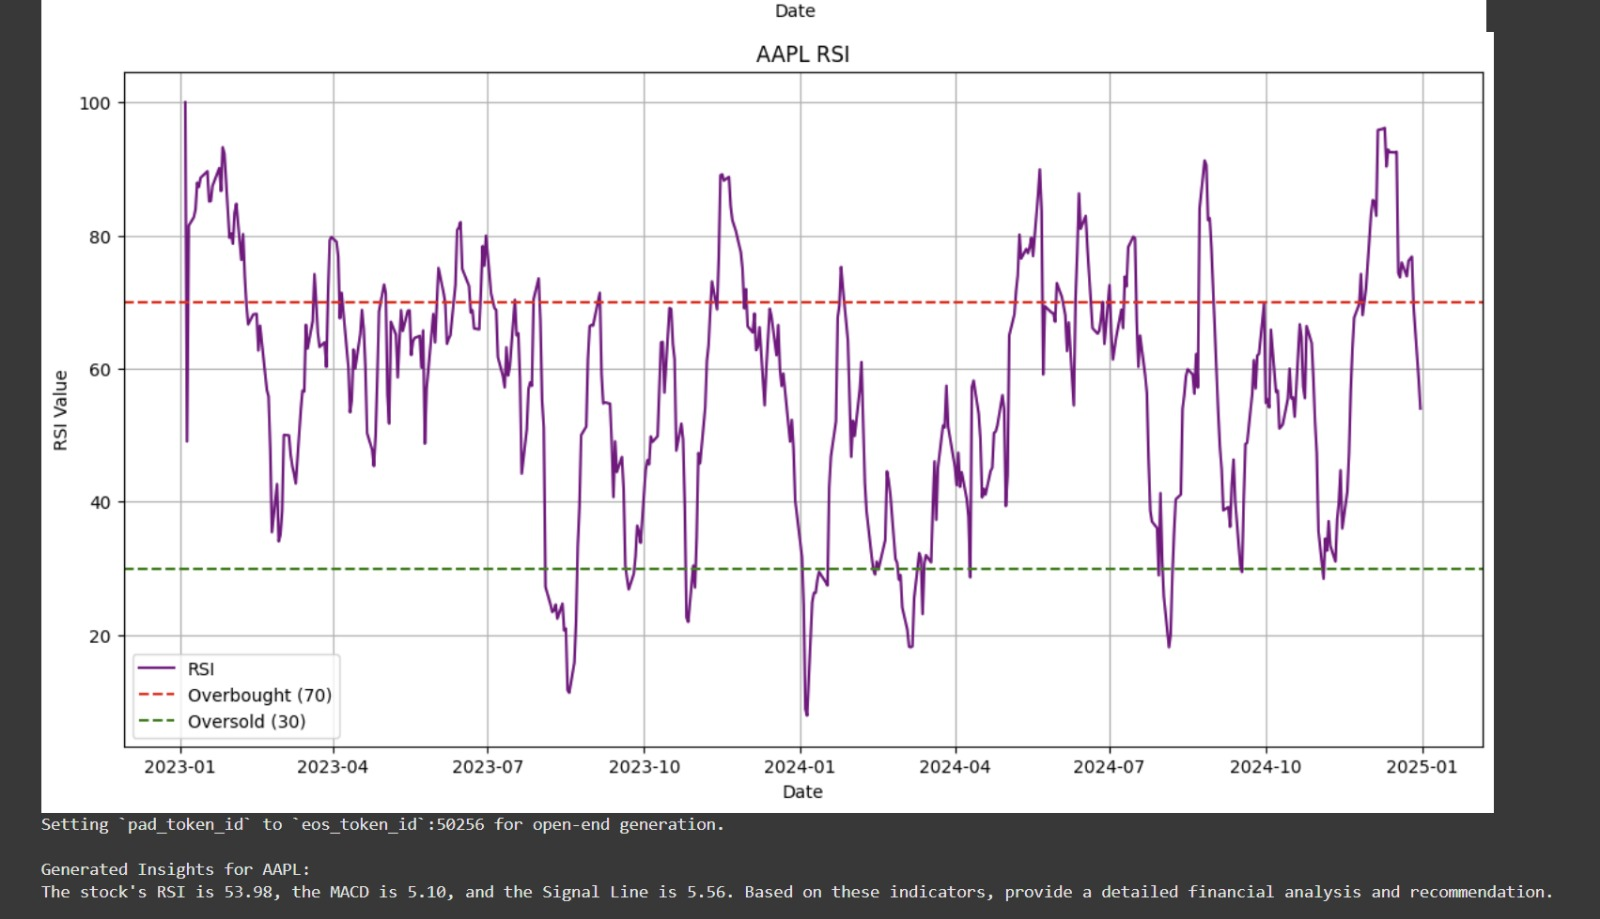 Date
AAPL RSI
100
80
60
40
20
RSI Value
RSI
Overbought (70)
Oversold (30)
2023-01 2023-04 2023-07 2023-10 2024-01 2024-04 2024-07 2024-10 2025-01
Date
Setting `pad_token_id` to `eos_token_id`:50256 for open-end generation.
Generated Insights for AAPL:
The stock's RSI is 53.98, the MACD is 5.10, and the Signal Line is 5.56. Based on these indicators, provide a detailed financial analysis and recommendation.